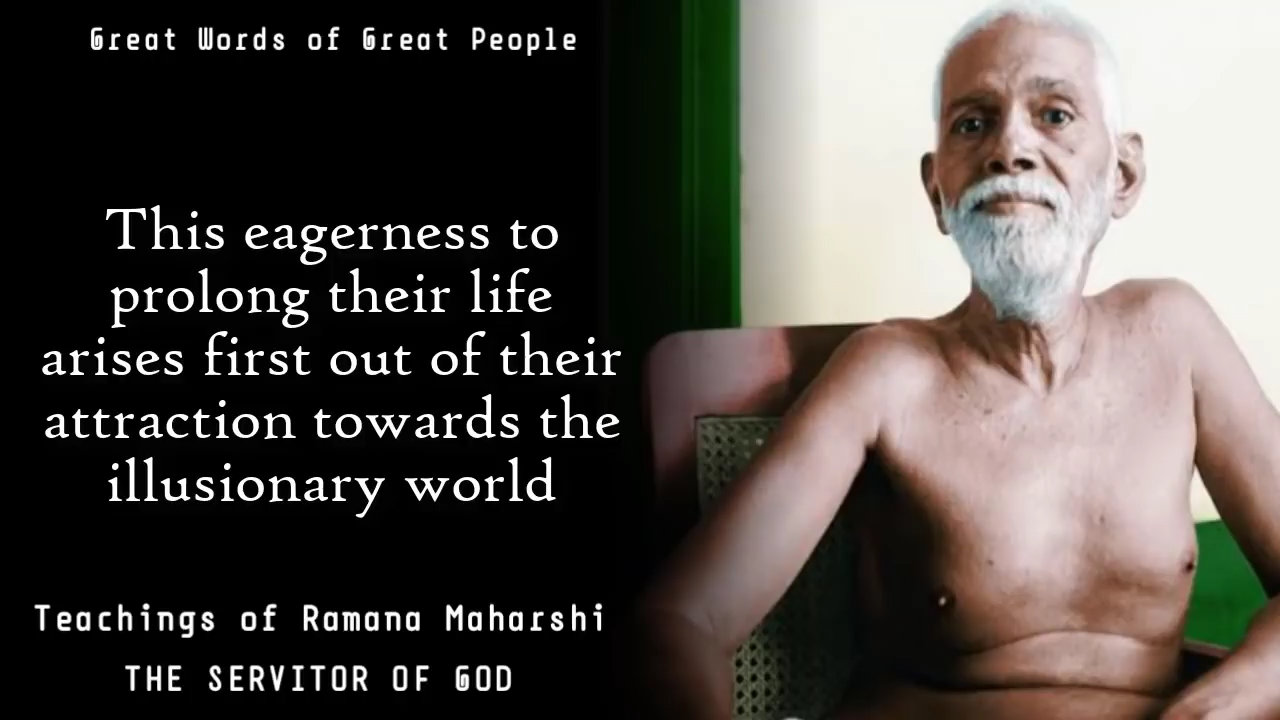 Great Words of Great People
This eagerness to
prolong their life
arises first out of their
attraction towards the
illusionary world
Teachings of Ramana Maharshi
THE SERVITOR OF GOD